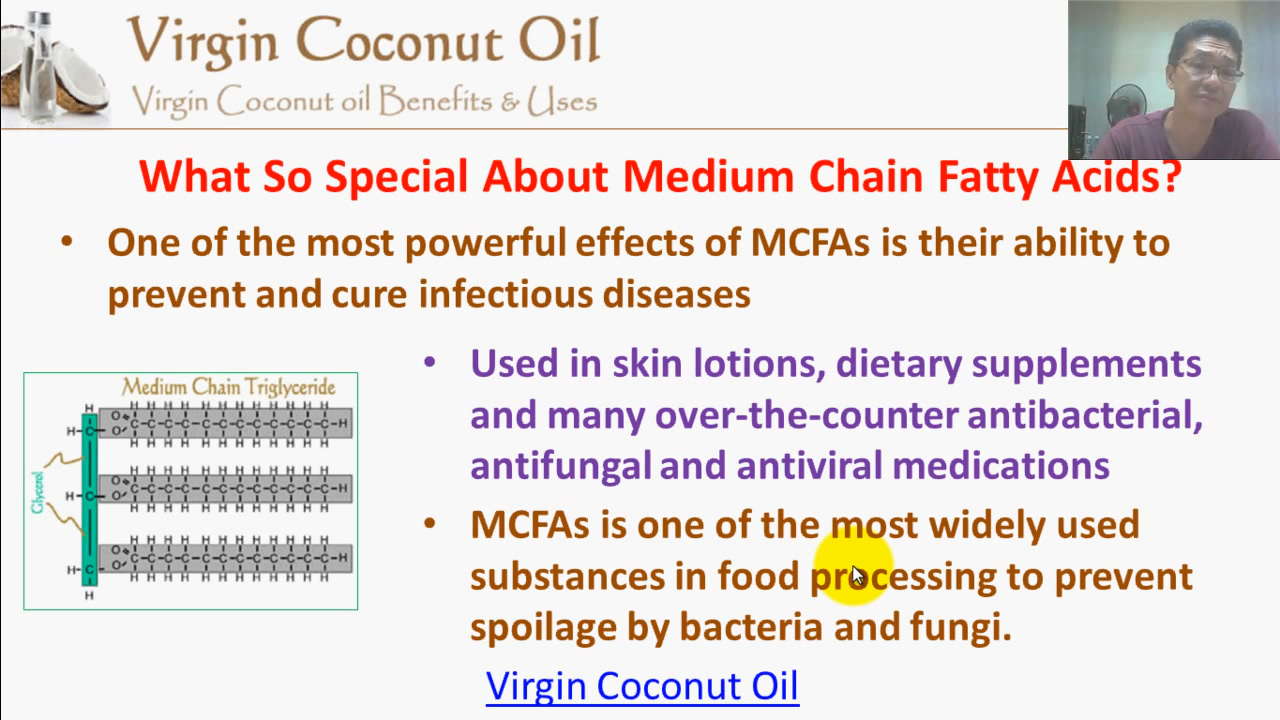 Virgin Coconut Oil
Virgin Coconut oil Benefits & Uses
What So Special About Medium Chain Fatty Acids?
• One of the most powerful effects of MCFAs is their ability to
prevent and cure infectious diseases
Medium Chain Triglyceride
Glycerol
• Used in skin lotions, dietary supplements
and many over-the-counter antibacterial,
antifungal and antiviral medications
• MCFAs is one of the most widely used
substances in food processing to prevent
spoilage by bacteria and fungi.
Virgin Coconut Oil